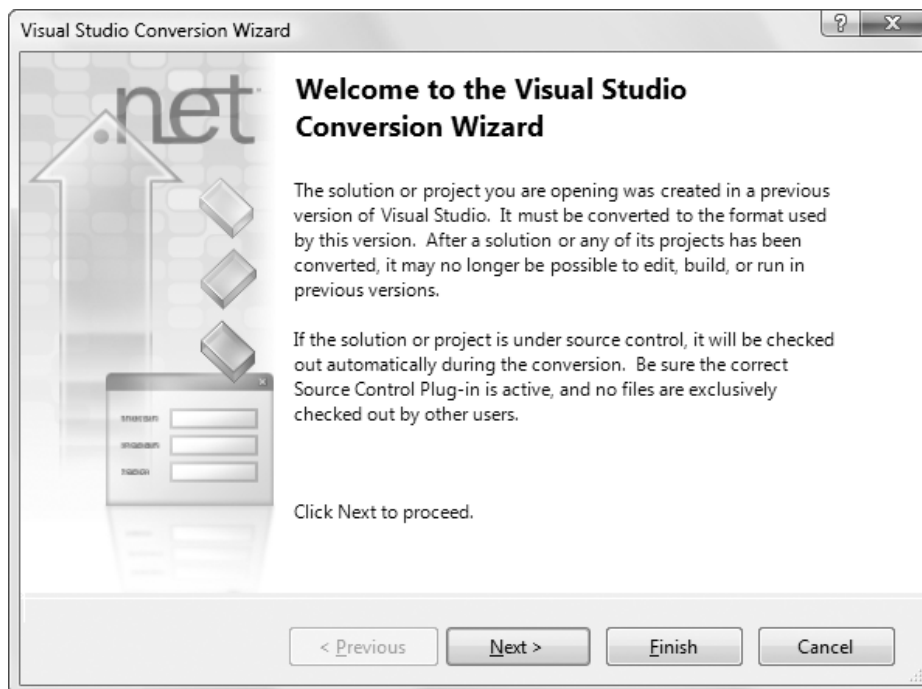 Visual Studio Conversion Wizard
.net
Welcome to the Visual Studio
Conversion Wizard
The solution or project you are opening was created in a previous
version of Visual Studio. It must be converted to the format used
by this version. After a solution or any of its projects has been
converted, it may no longer be possible to edit, build, or run in
previous versions.
If the solution or project is under source control, it will be checked
out automatically during the conversion. Be sure the correct
Source Control Plug-in is active, and no files are exclusively
checked out by other users.
Click Next to proceed.
< Previous
Next >
Finish
Cancel